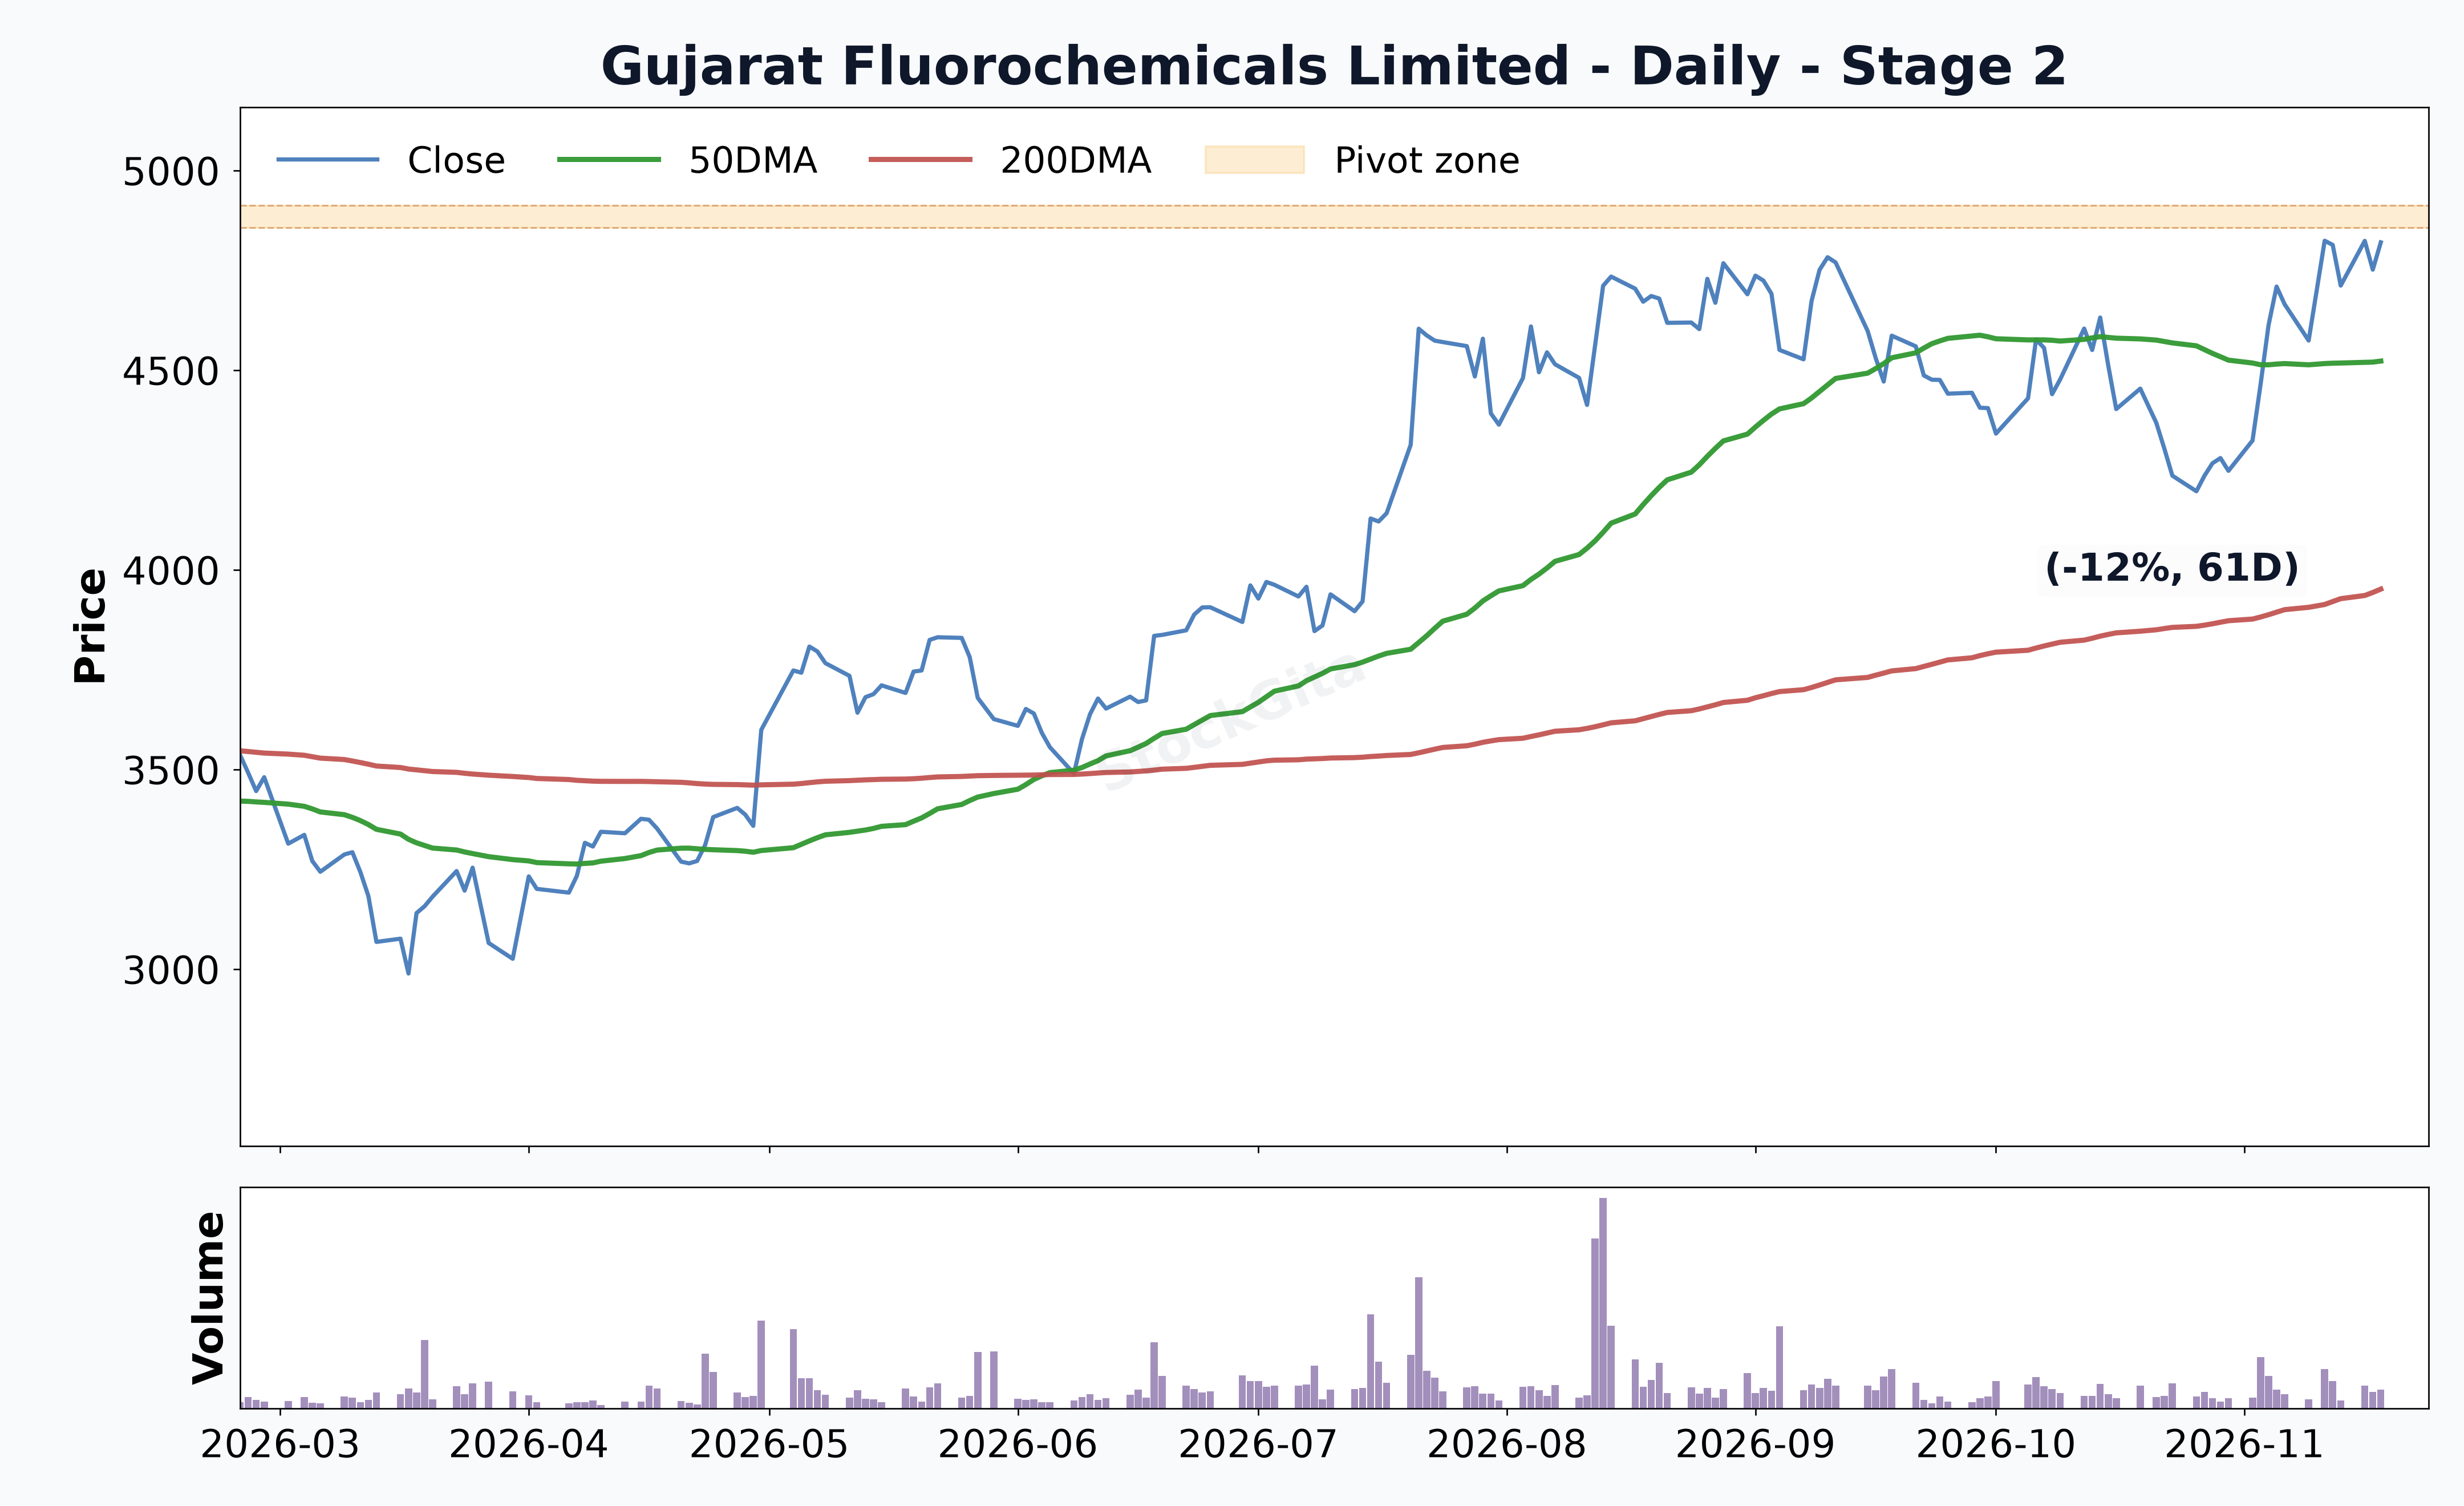 Gujarat Fluorochemicals Limited - Daily - Stage 2
Close 50DMA 200DMA Pivot zone
5000
4500
4000
3500
3000
Price
(-12%, 61D)
StockGita
Volume
2026-03 2026-04 2026-05 2026-06 2026-07 2026-08 2026-09 2026-10 2026-11